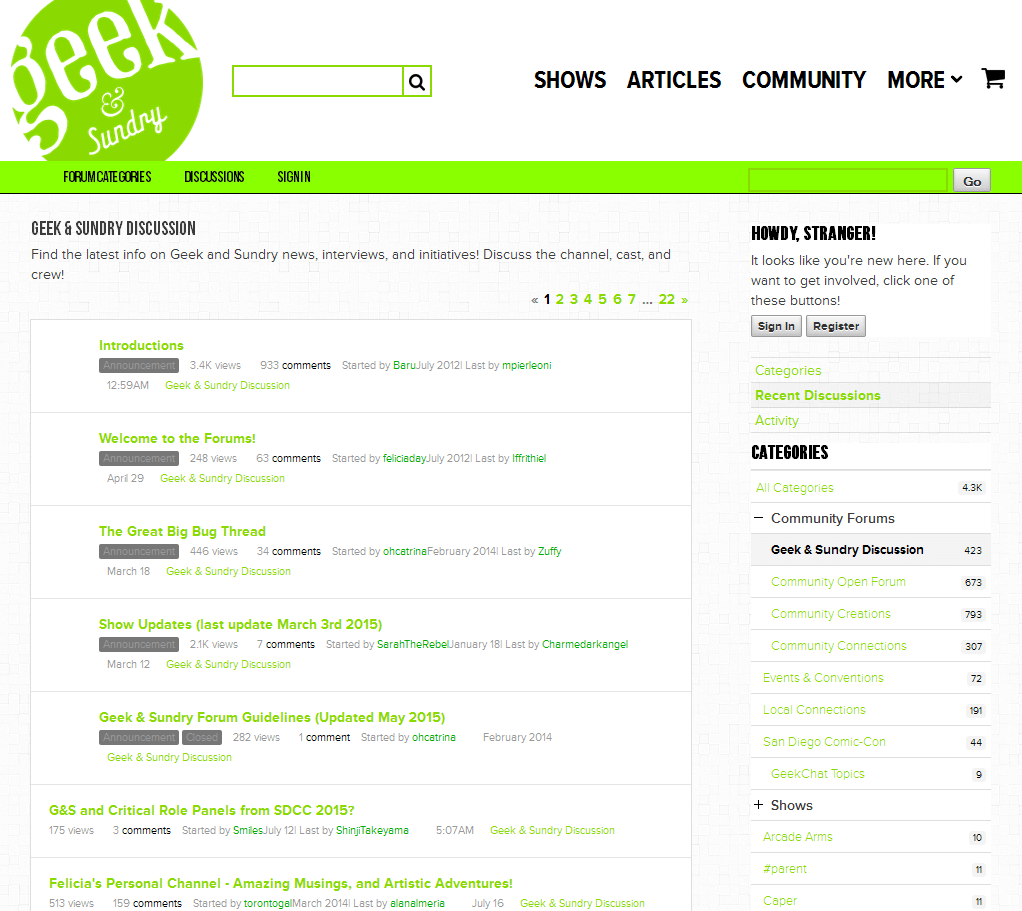 geek
&
Sundry
SHOWS ARTICLES COMMUNITY MORE
FORUM CATEGORIES DISCUSSIONS SIGN IN
Go
GEEK & SUNDRY DISCUSSION
Find the latest info on Geek and Sundry news, interviews, and initiatives! Discuss the channel, cast, and
crew!
« 1 2 3 4 5 6 7 ... 22 »
Introductions
Announcement 3.4K views 933 comments Started by BaruJuly 2012| Last by mpierleoni
12:59AM Geek & Sundry Discussion
Welcome to the Forums!
Announcement 248 views 63 comments Started by feliciadayJuly 2012| Last by lffrithiel
April 29 Geek & Sundry Discussion
The Great Big Bug Thread
Announcement 446 views 34 comments Started by ohcatrinaFebruary 2014| Last by Zuffy
March 18 Geek & Sundry Discussion
Show Updates (last update March 3rd 2015)
Announcement 2.1K views 7 comments Started by SarahTheRebelJanuary 18| Last by Charmedarkangel
March 12 Geek & Sundry Discussion
Geek & Sundry Forum Guidelines (Updated May 2015)
Announcement Closed 282 views 1 comment Started by ohcatrina February 2014
Geek & Sundry Discussion
G&S and Critical Role Panels from SDCC 2015?
175 views 3 comments Started by SmilesJuly 12| Last by ShinjiTakeyama 5:07AM Geek & Sundry Discussion
Felicia's Personal Channel - Amazing Musings, and Artistic Adventures!
513 views 159 comments Started by torontogalMarch 2014| Last by alanalmeria July 16 Geek & Sundry Discussion
HOWDY, STRANGER!
It looks like you're new here. If you
want to get involved, click one of
these buttons!
Sign In Register
Categories
Recent Discussions
Activity
CATEGORIES
All Categories 4.3K
− Community Forums
Geek & Sundry Discussion 423
Community Open Forum 673
Community Creations 793
Community Connections 307
Events & Conventions 72
Local Connections 191
San Diego Comic-Con 44
GeekChat Topics 9
+ Shows
Arcade Arms 10
#parent 11
Caper 11